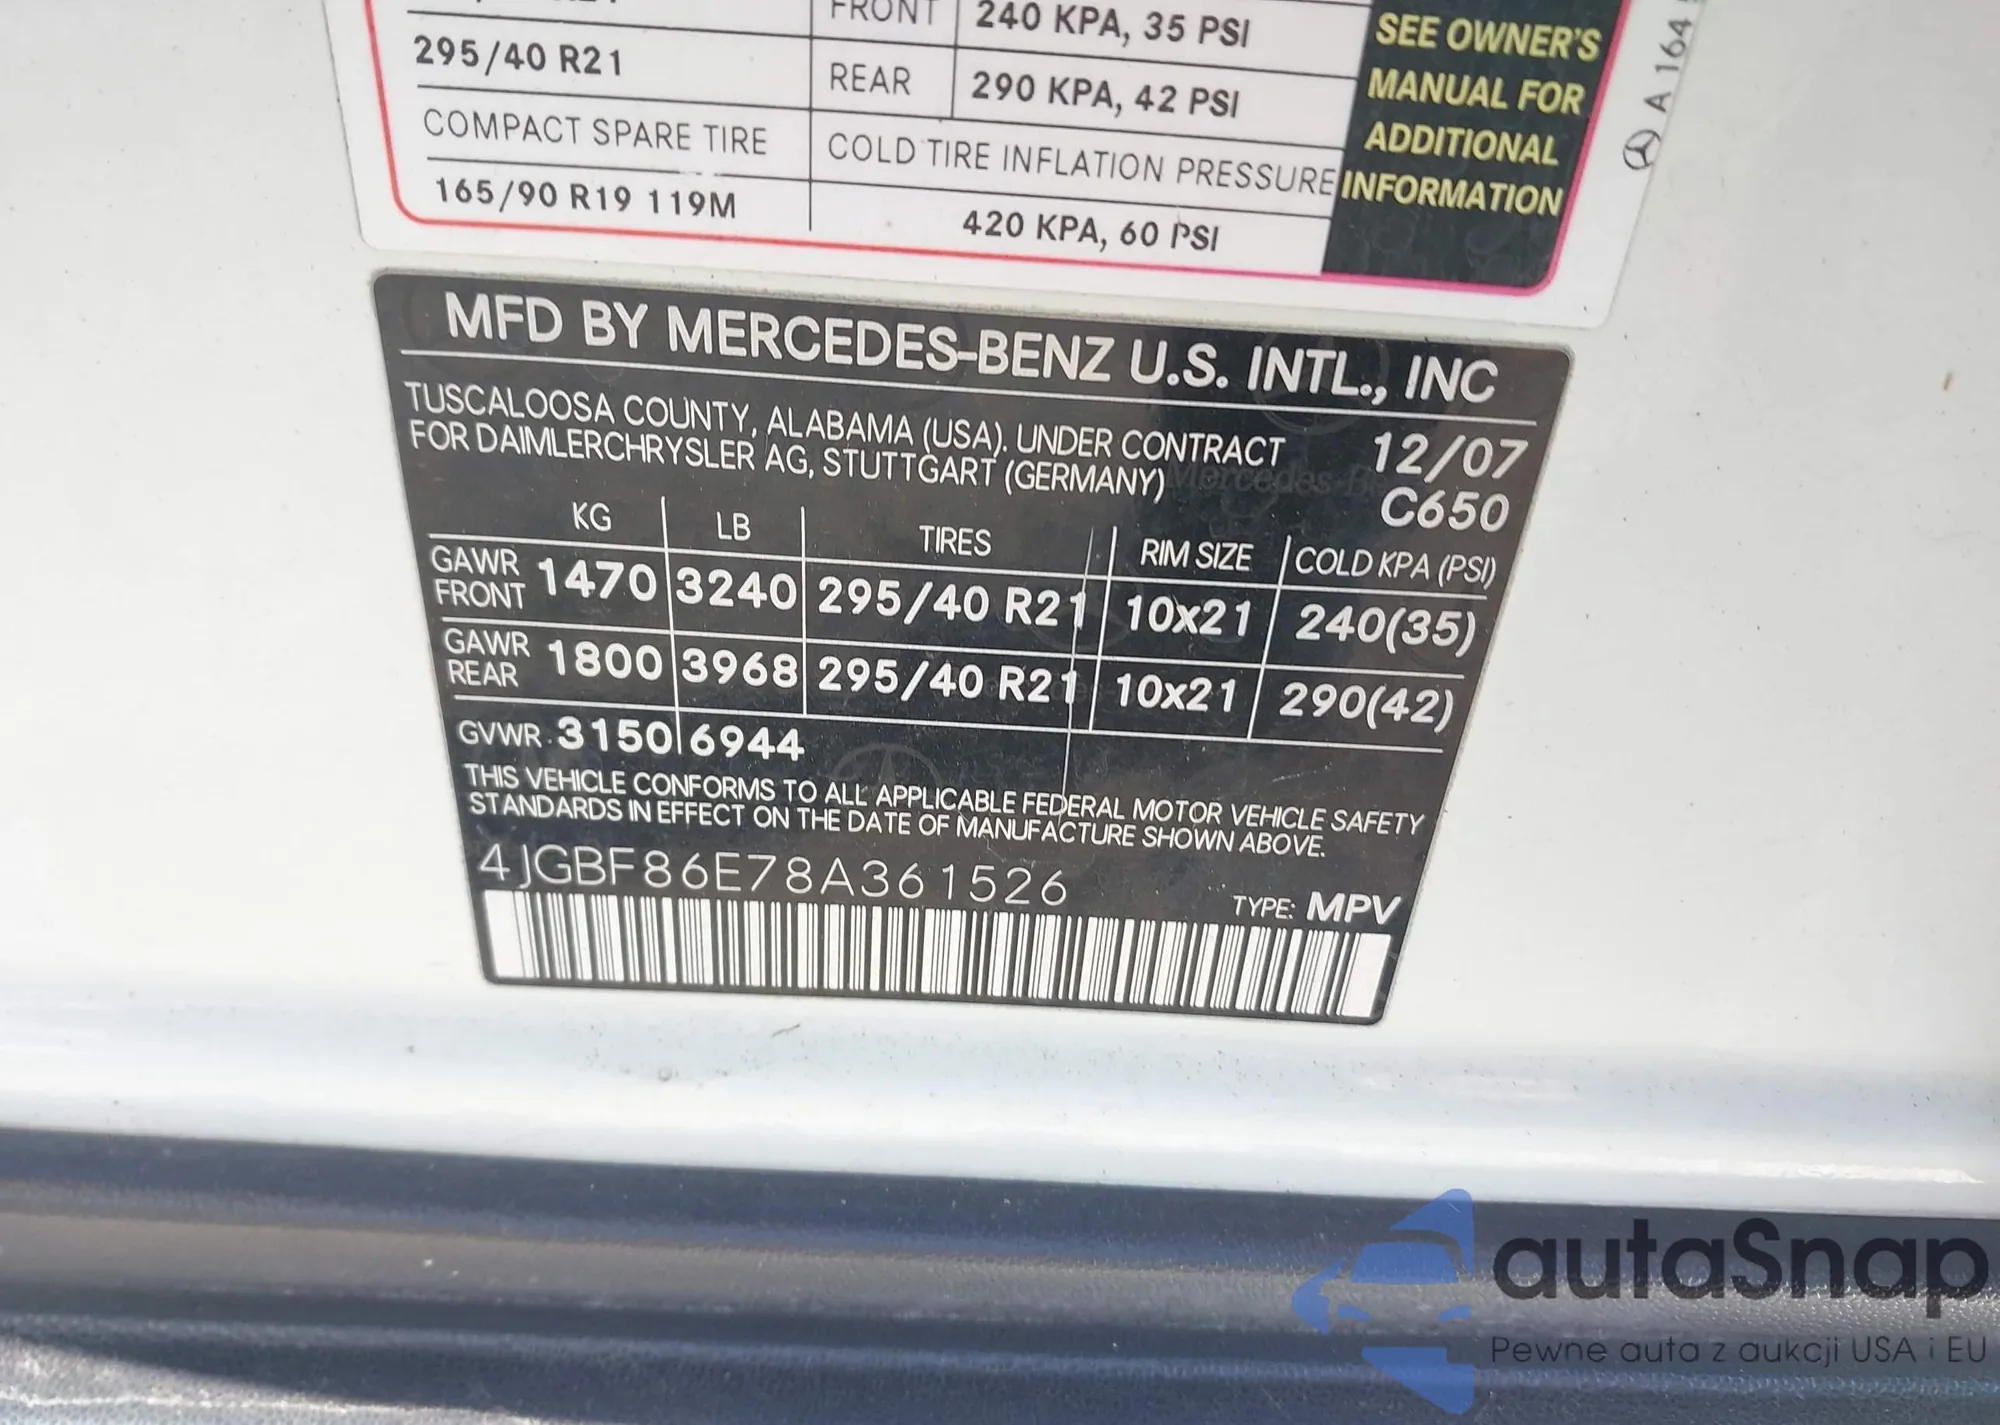 FRONT 240 KPA, 35 PSI
295/40 R21 REAR 290 KPA, 42 PSI
COMPACT SPARE TIRE COLD TIRE INFLATION PRESSURE
165/90 R19 119M 420 KPA, 60 PSI
SEE OWNER'S
MANUAL FOR
ADDITIONAL
INFORMATION
A 164
MFD BY MERCEDES-BENZ U.S. INTL., INC
TUSCALOOSA COUNTY, ALABAMA (USA). UNDER CONTRACT
FOR DAIMLERCHRYSLER AG, STUTTGART (GERMANY)
12/07
C650
KG LB TIRES RIM SIZE COLD KPA (PSI)
GAWR
FRONT 1470 3240 295/40 R21 10x21 240(35)
GAWR
REAR 1800 3968 295/40 R21 10x21 290(42)
GVWR 3150 6944
THIS VEHICLE CONFORMS TO ALL APPLICABLE FEDERAL MOTOR VEHICLE SAFETY
STANDARDS IN EFFECT ON THE DATE OF MANUFACTURE SHOWN ABOVE.
4JGBF86E78A361526
TYPE: MPV
autaSnap
Pewne auta z aukcji USA i EU